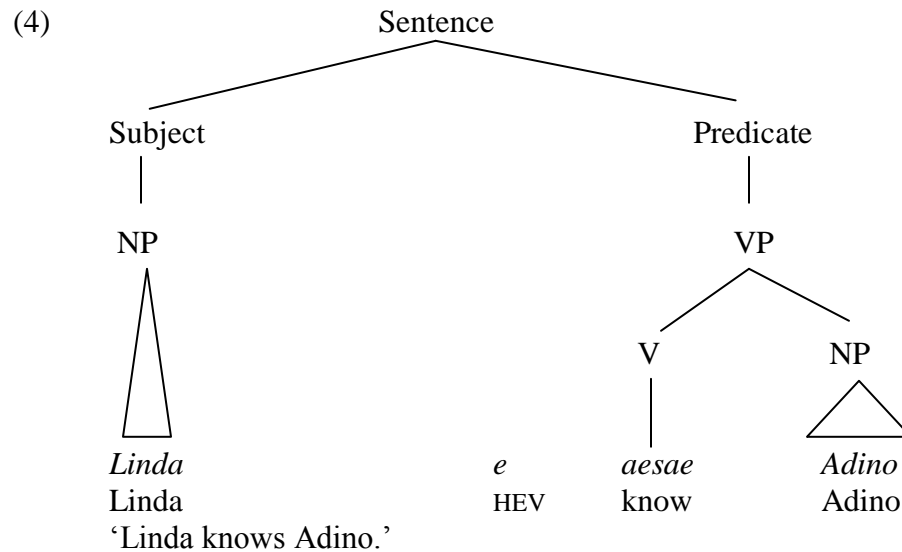 (4) Sentence
Subject Predicate
NP VP
V NP
Linda e aesae Adino
Linda HEV know Adino
‘Linda knows Adino.’